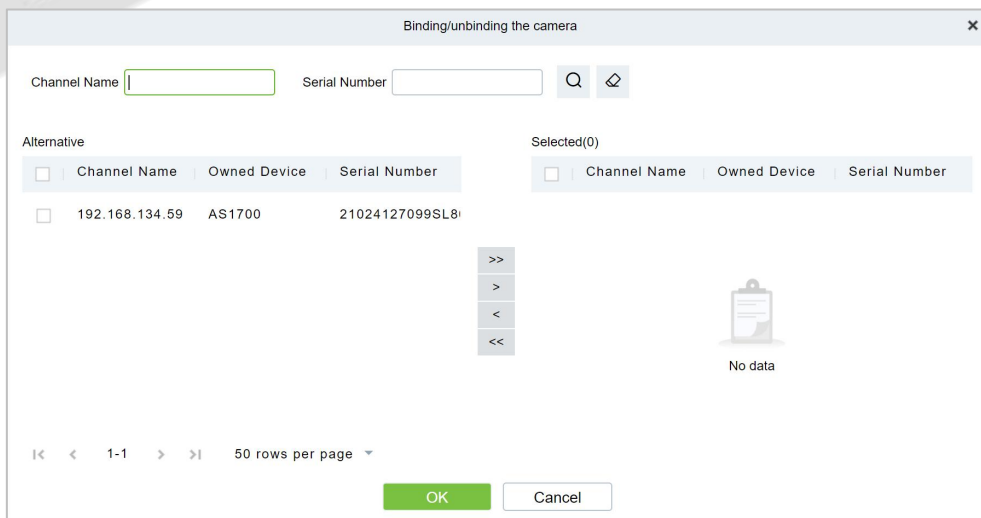 Binding/unbinding the camera ×
Channel Name Serial Number
Alternative Selected(0)
Channel Name Owned Device Serial Number Channel Name Owned Device Serial Number
192.168.134.59 AS1700 21024127099SL8
>>
>
<
<<
No data
1-1 50 rows per page
OK Cancel